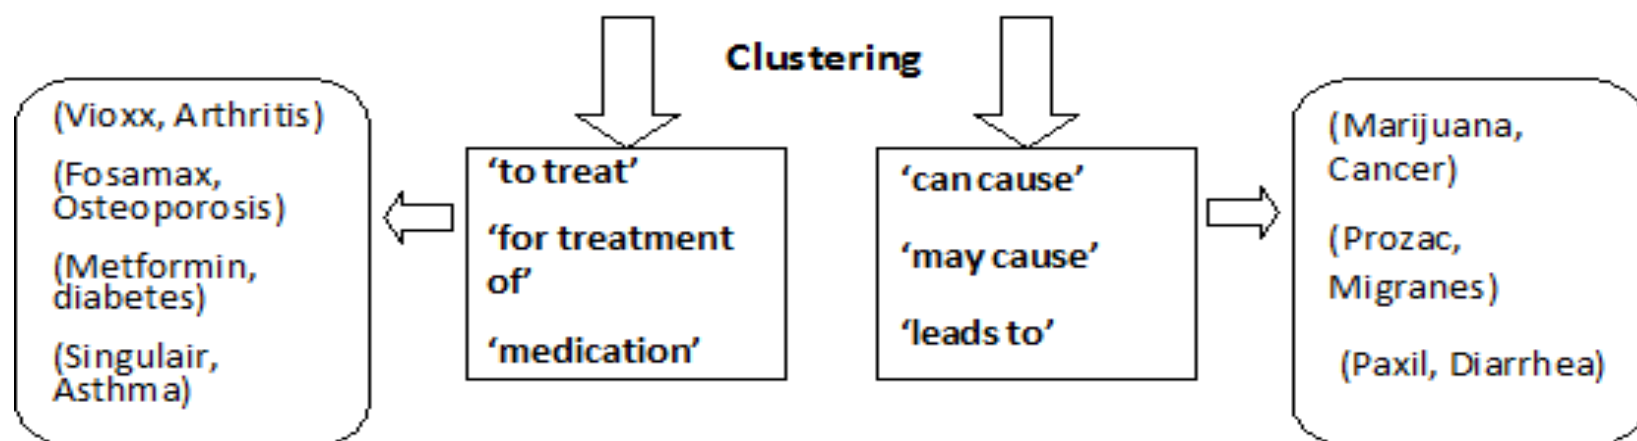 Clustering
(Vioxx, Arthritis)
(Fosamax,
Osteoporosis)
(Metformin,
diabetes)
(Singulair,
Asthma)
‘to treat’
‘for treatment
of’
‘medication’
‘can cause’
‘may cause’
‘leads to’
(Marijuana,
Cancer)
(Prozac,
Migranes)
(Paxil, Diarrhea)